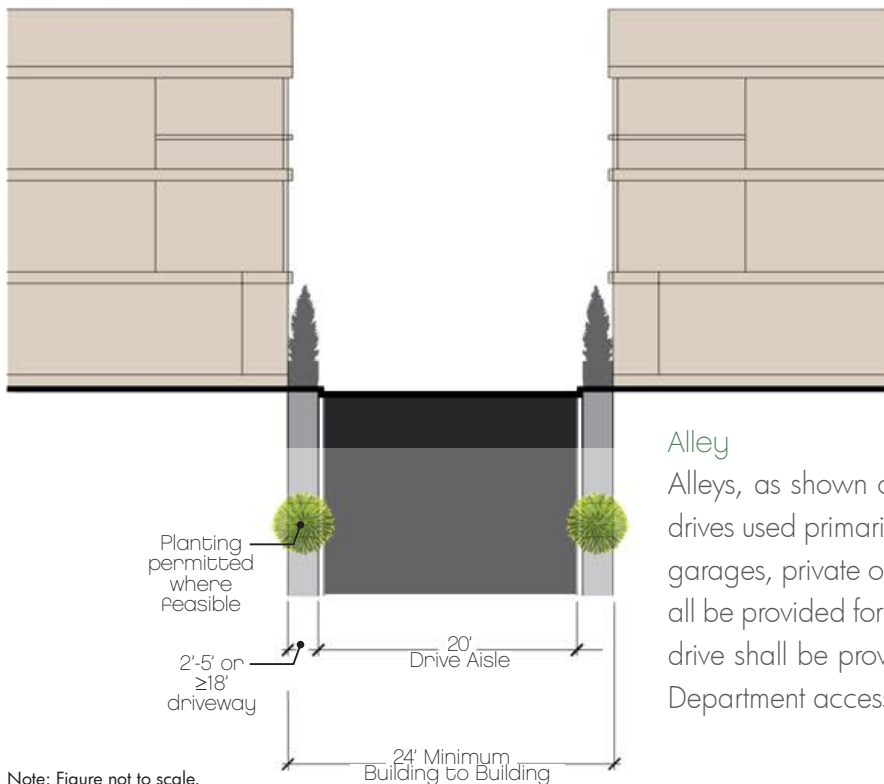 Planting
permitted
where
feasible
2'-5' or
≥18'
driveway
20'
Drive Aisle
24' Minimum
Building to Building
Note: Figure not to scale.
Alley
Alleys, as shown
drives used primari
garages, private o
all be provided for
drive shall be prov
Department access